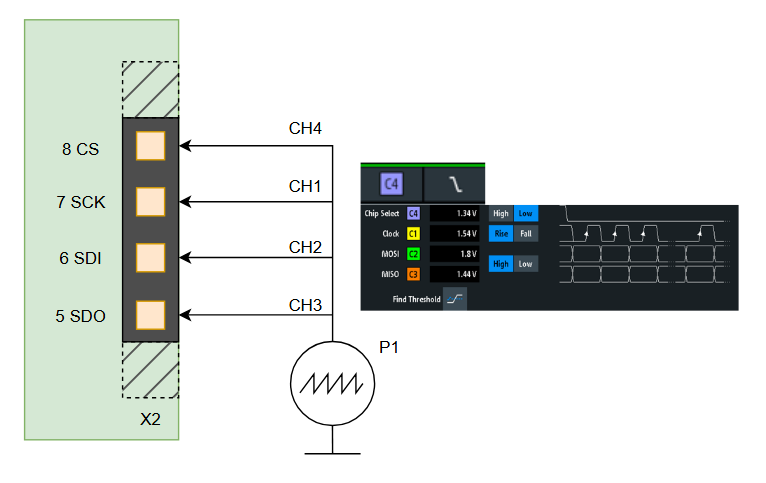 CH4
8 CS
CH1
7 SCK
CH2
6 SDI
CH3
5 SDO
P1
X2
C4
Chip Select C4 1.34 V High Low
Clock C1 1.54 V Rise Fall
MOSI C2 1.8 V
MISO C3 1.44 V
High Low
Find Threshold